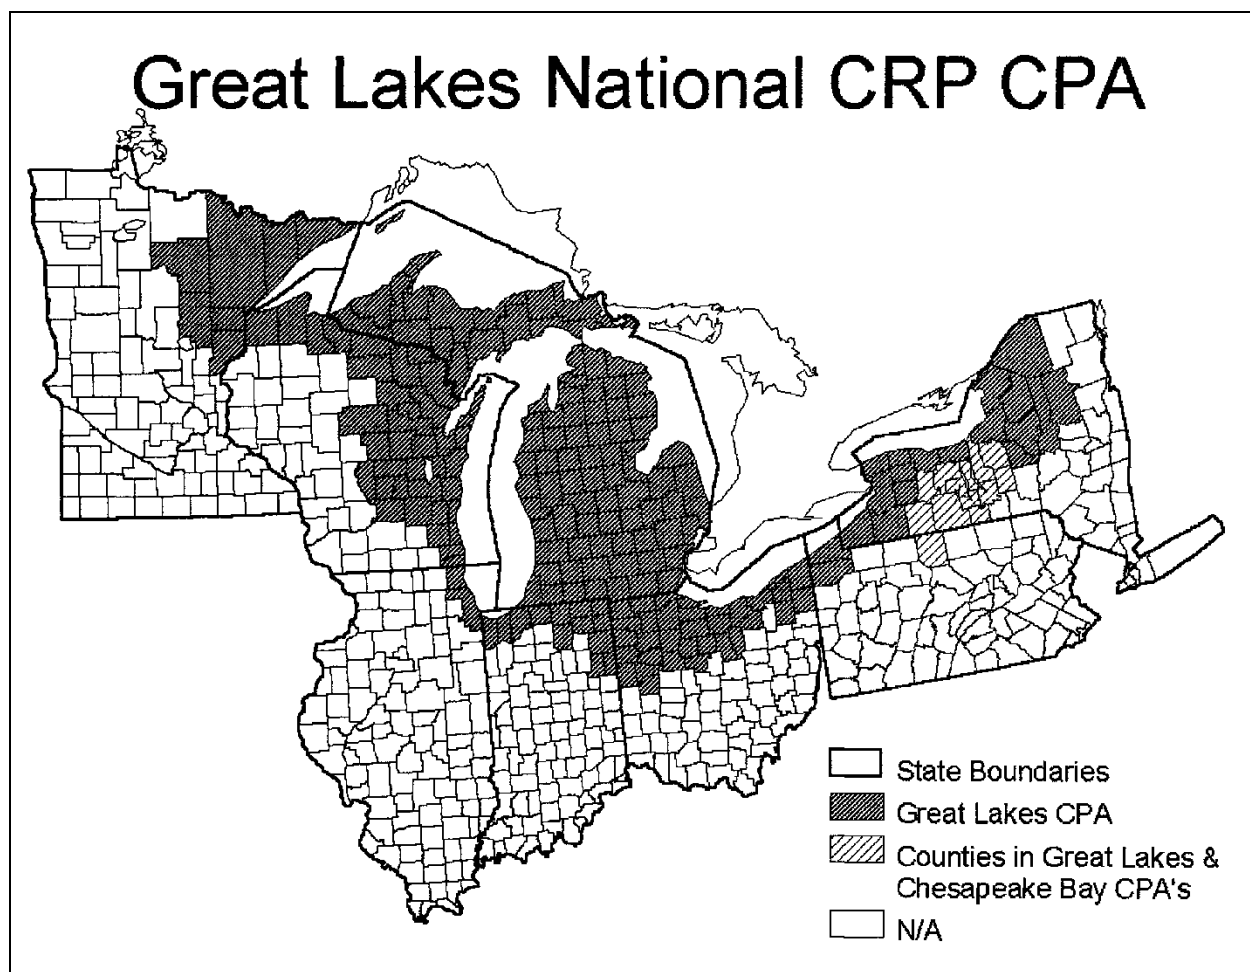 Great Lakes National CRP CPA
State Boundaries
Great Lakes CPA
Counties in Great Lakes &
Chesapeake Bay CPA's
N/A